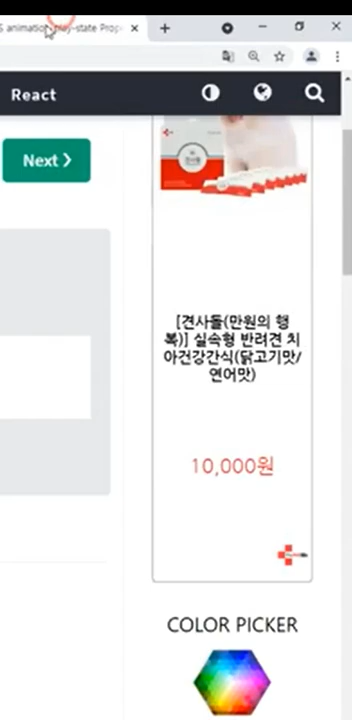 S animation-play-state Prop
React
Next ❯
[견사돌(만원의 행
복)] 실속형 반려견 치
아건강간식(닭고기맛/
연어맛)
10,000원
COLOR PICKER